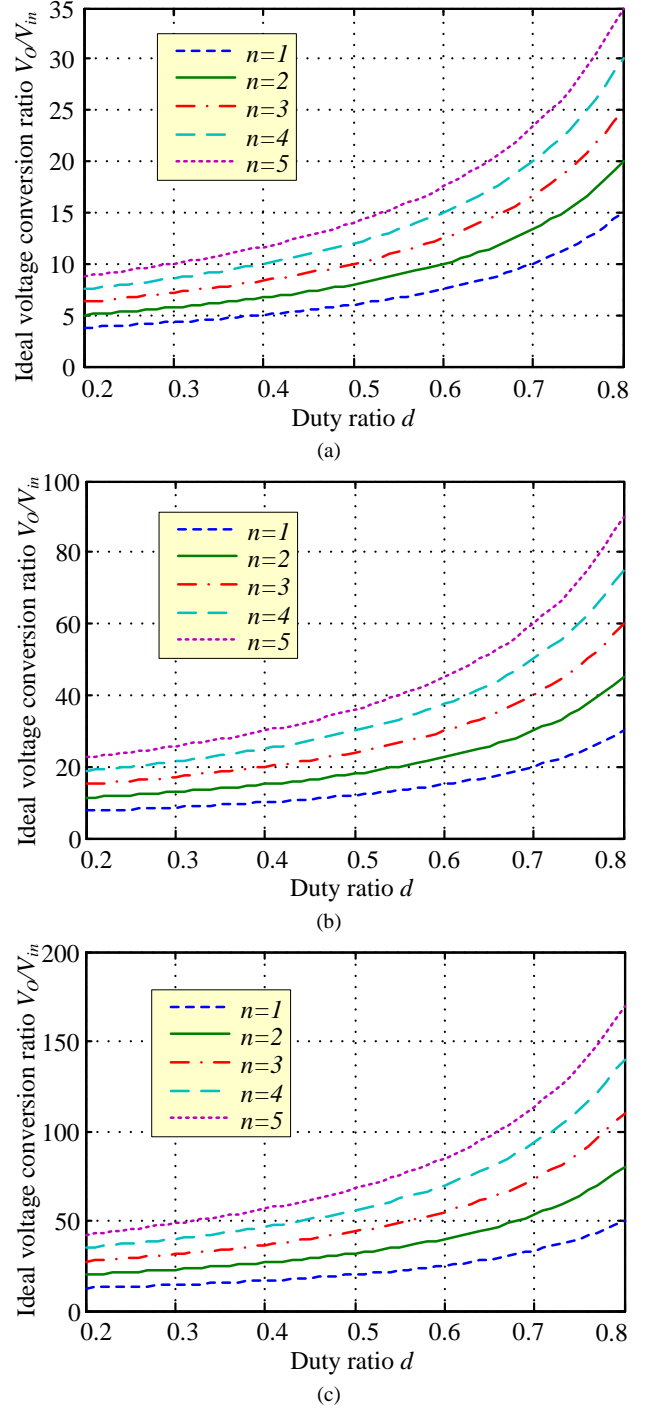 Ideal voltage conversion ratio V_O/V_in
35
30
25
20
15
10
5
0
n=1
n=2
n=3
n=4
n=5
0.2 0.3 0.4 0.5 0.6 0.7 0.8
Duty ratio d
(a)
Ideal voltage conversion ratio V_O/V_in
100
80
60
40
20
0
n=1
n=2
n=3
n=4
n=5
0.2 0.3 0.4 0.5 0.6 0.7 0.8
Duty ratio d
(b)
Ideal voltage conversion ratio V_O/V_in
200
150
100
50
0
n=1
n=2
n=3
n=4
n=5
0.2 0.3 0.4 0.5 0.6 0.7 0.8
Duty ratio d
(c)